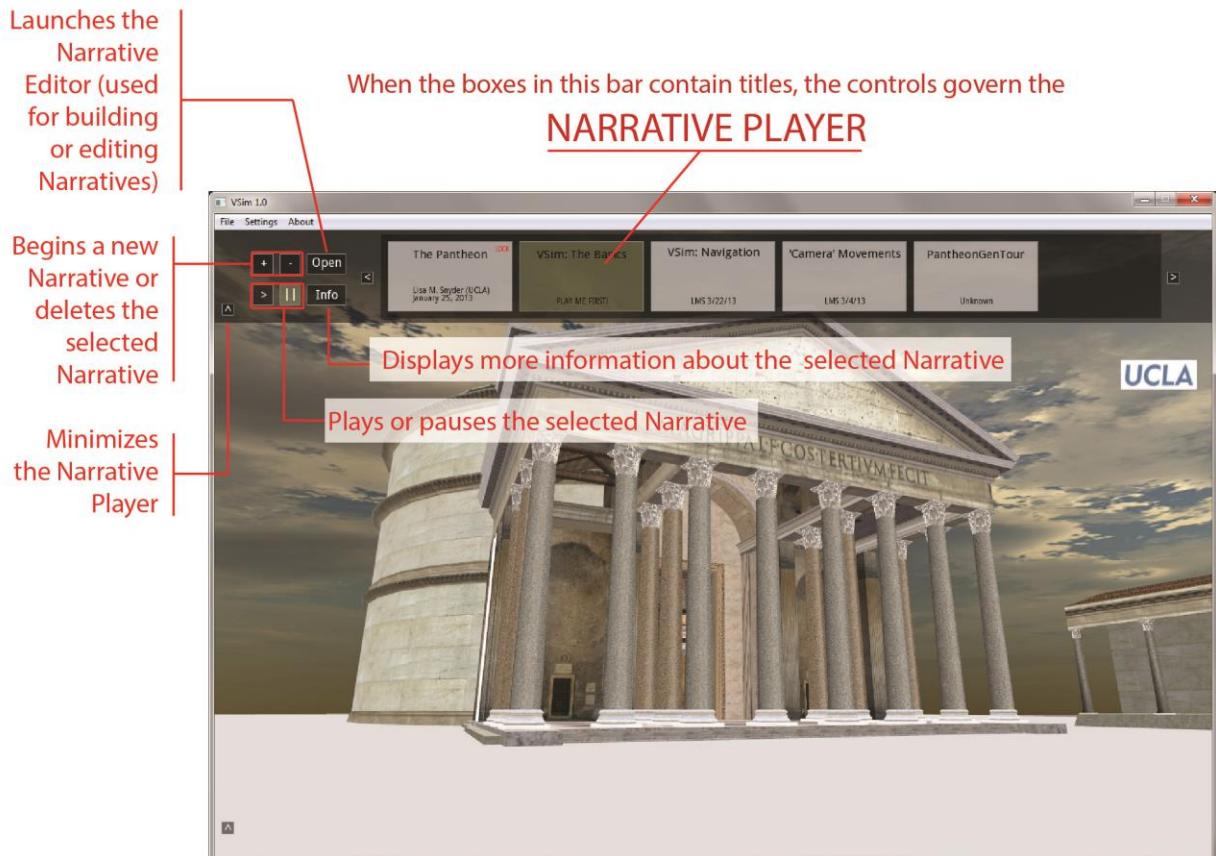 Launches the
Narrative
Editor (used
for building
or editing
Narratives)
When the boxes in this bar contain titles, the controls govern the
NARRATIVE PLAYER
VSim 1.0
File Settings About
Begins a new
Narrative or
deletes the
selected
Narrative
+ - Open
> || Info
^
<
The Pantheon LOCK
Lisa M. Snyder (UCLA)
January 25, 2013
VSim: The Basics
PLAY ME FIRST!
VSim: Navigation
LMS 3/22/13
'Camera' Movements
LMS 3/4/13
PantheonGenTour
Unknown
>
Displays more information about the selected Narrative
UCLA
Plays or pauses the selected Narrative
Minimizes
the Narrative
Player
COSTERTIVMFECIT
^